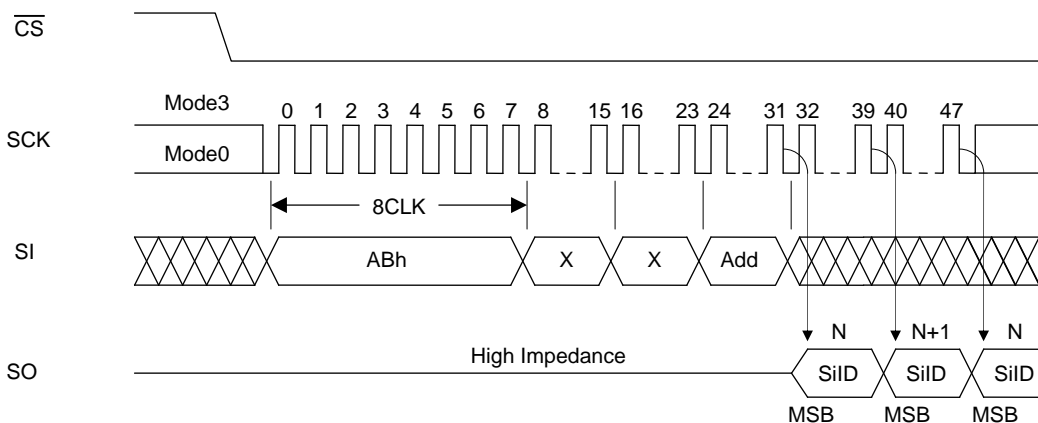 CS
Mode3
0 1 2 3 4 5 6 7 8 15 16 23 24 31 32 39 40 47
SCK
Mode0
8CLK
SI
ABh X X Add
N N+1 N
High Impedance
SO
SiID SiID SiID
MSB MSB MSB